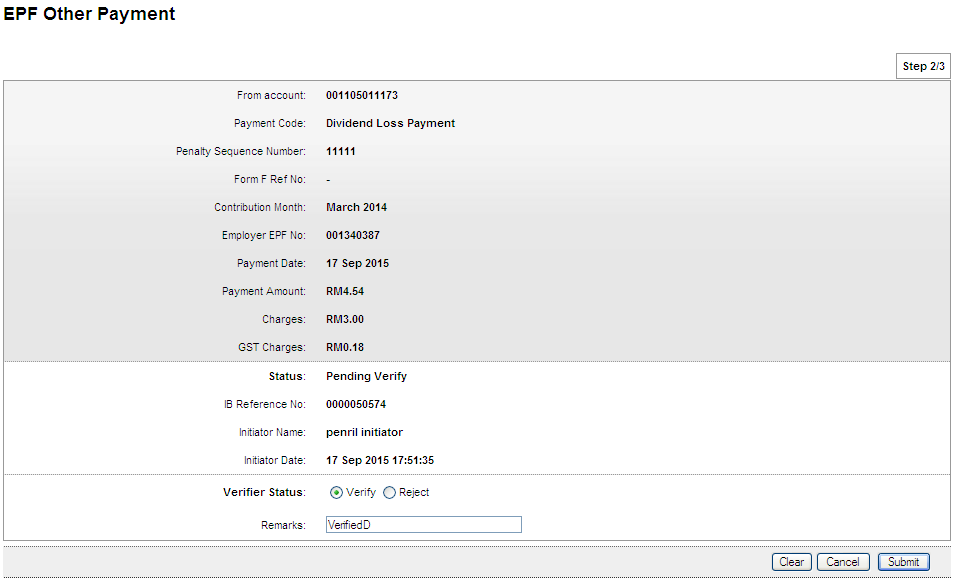 EPF Other Payment
Step 2/3
From account: 001105011173
Payment Code: Dividend Loss Payment
Penalty Sequence Number: 11111
Form F Ref No: -
Contribution Month: March 2014
Employer EPF No: 001340387
Payment Date: 17 Sep 2015
Payment Amount: RM4.54
Charges: RM3.00
GST Charges: RM0.18
Status: Pending Verify
IB Reference No: 0000050574
Initiator Name: penril initiator
Initiator Date: 17 Sep 2015 17:51:35
Verifier Status: Verify Reject
Remarks: VerifiedD
Clear Cancel Submit